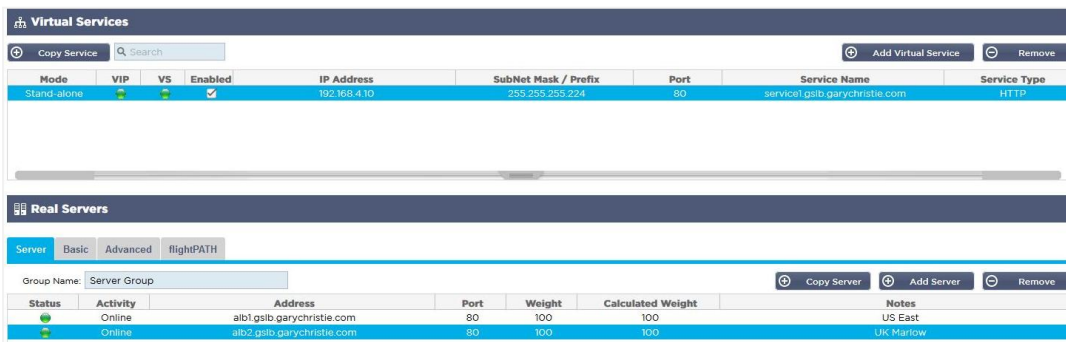 Virtual Services
Copy Service Search Add Virtual Service Remove
Mode VIP VS Enabled IP Address SubNet Mask / Prefix Port Service Name Service Type
Stand-alone 192.168.4.10 255.255.255.224 80 service1.gslb.garychristie.com HTTP
Real Servers
Server Basic Advanced flightPATH
Group Name: Server Group Copy Server Add Server Remove
Status Activity Address Port Weight Calculated Weight Notes
Online alb1.gslb.garychristie.com 80 100 100 US East
Online alb2.gslb.garychristie.com 80 100 100 UK Marlow